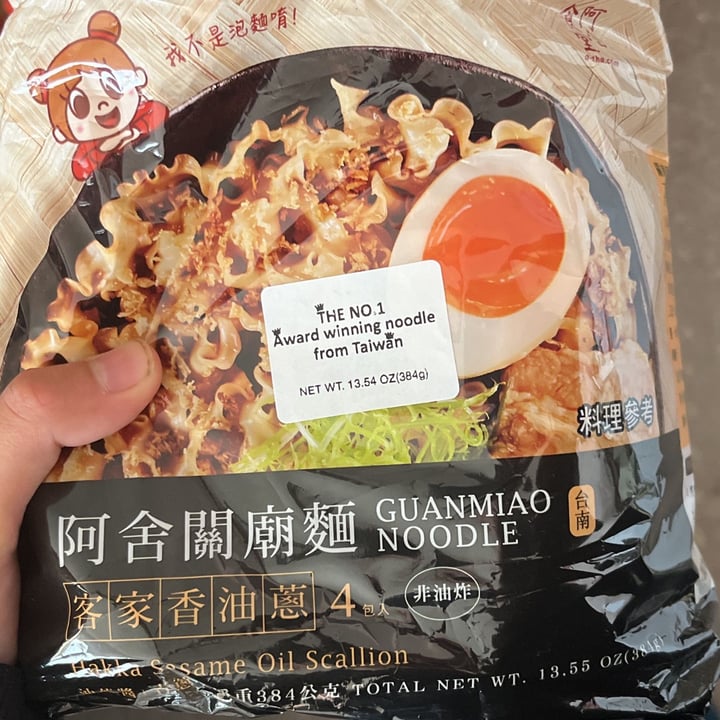 我不是泡麵唷!
阿舍
THE NO.1
Award winning noodle
from Taiwan
NET WT. 13.54 OZ(384g)
料理參考
阿舍關廟麵 GUANMIAO NOODLE 台南
客家香油蔥 4 包入 非油炸
Hakka Sesame Oil Scallion
384公克 TOTAL NET WT. 13.55 OZ(384g)